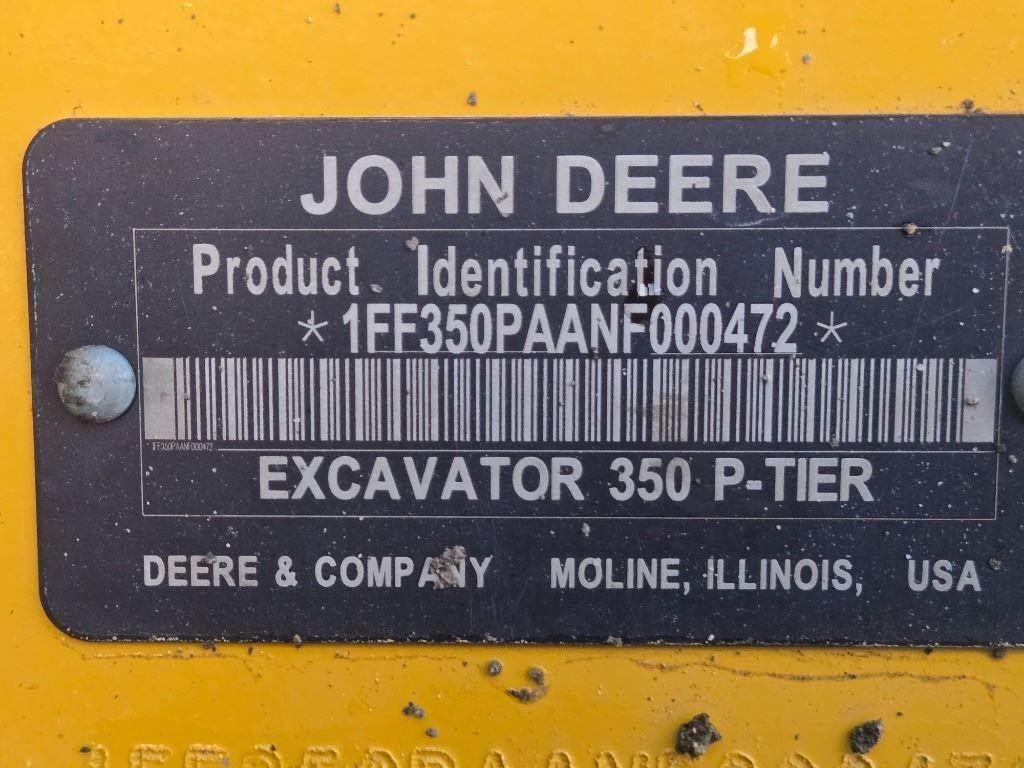 JOHN DEERE
Product Identification Number
*1FF350PAANF000472*
1FF350PAANF000472
EXCAVATOR 350 P-TIER
DEERE & COMPANY MOLINE, ILLINOIS, USA